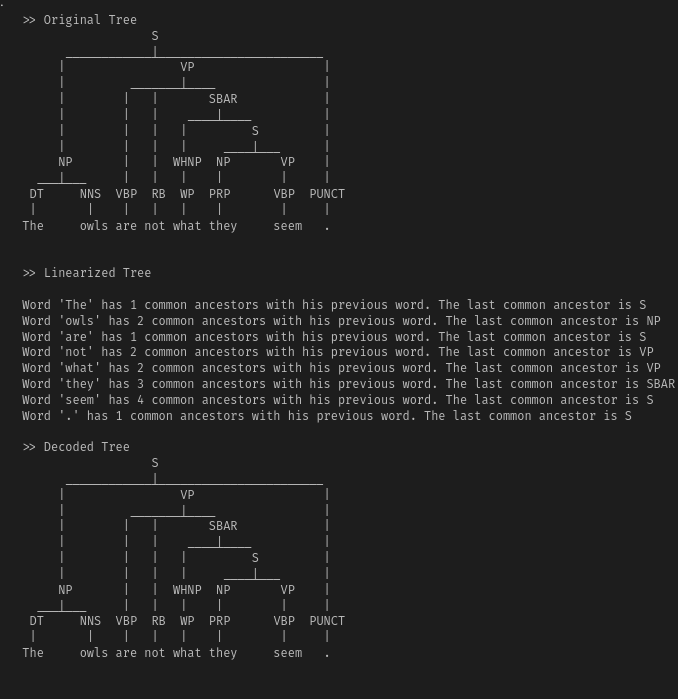 >> Original Tree
S
VP
SBAR
S
NP WHNP NP VP
DT NNS VBP RB WP PRP VBP PUNCT
The owls are not what they seem .
>> Linearized Tree
Word 'The' has 1 common ancestors with his previous word. The last common ancestor is S
Word 'owls' has 2 common ancestors with his previous word. The last common ancestor is NP
Word 'are' has 1 common ancestors with his previous word. The last common ancestor is S
Word 'not' has 2 common ancestors with his previous word. The last common ancestor is VP
Word 'what' has 2 common ancestors with his previous word. The last common ancestor is VP
Word 'they' has 3 common ancestors with his previous word. The last common ancestor is SBAR
Word 'seem' has 4 common ancestors with his previous word. The last common ancestor is S
Word '.' has 1 common ancestors with his previous word. The last common ancestor is S
>> Decoded Tree
S
VP
SBAR
S
NP WHNP NP VP
DT NNS VBP RB WP PRP VBP PUNCT
The owls are not what they seem .